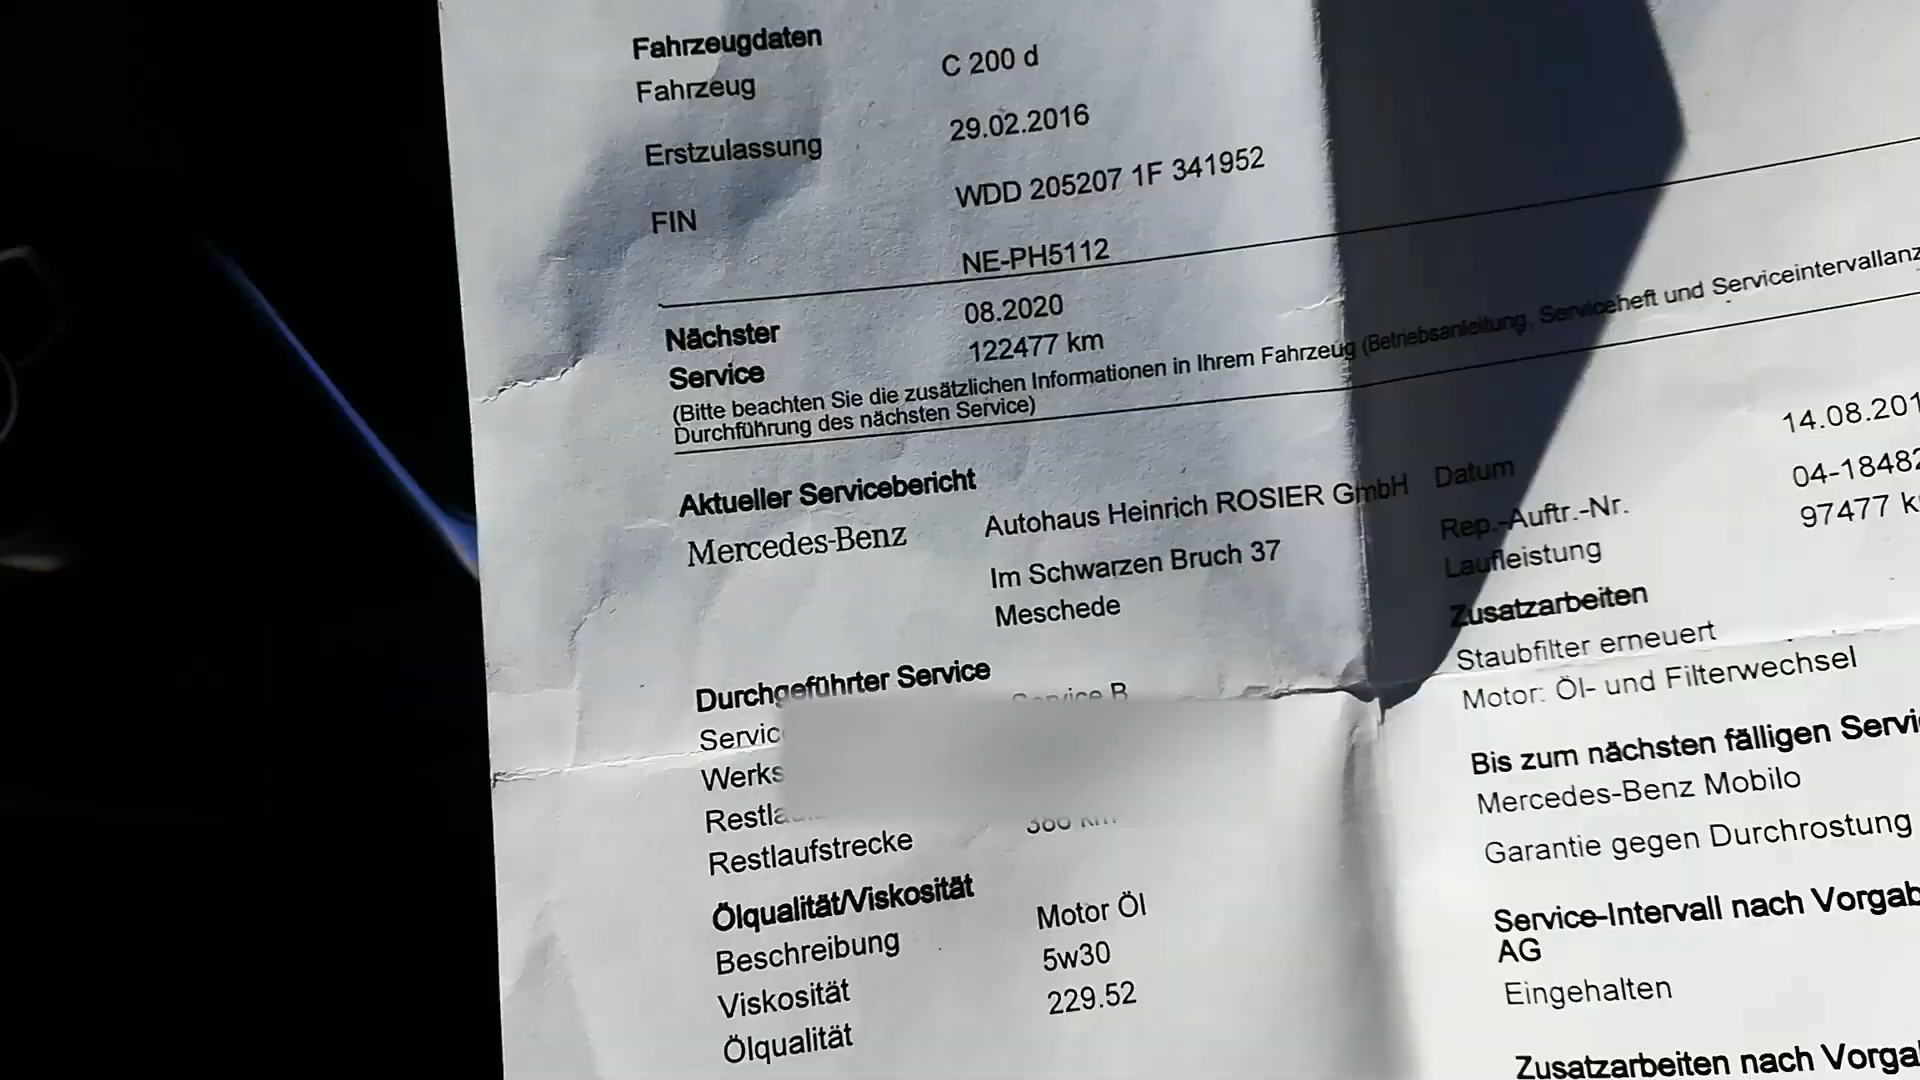 Fahrzeugdaten
Fahrzeug C 200 d
Erstzulassung 29.02.2016
FIN WDD 205207 1F 341952
NE-PH5112
Nächster 08.2020
Service 122477 km
(Bitte beachten Sie die zusätzlichen Informationen in Ihrem Fahrzeug (Betriebsanleitung, Serviceheft und Serviceintervallanz
Durchführung des nächsten Service)
Aktueller Servicebericht
Mercedes-Benz Autohaus Heinrich ROSIER GmbH
Im Schwarzen Bruch 37
Meschede
Datum 14.08.201
Rep.-Auftr.-Nr. 04-18482
Laufleistung 97477 k
Zusatzarbeiten
Staubfilter erneuert
Motor: Öl- und Filterwechsel
Durchgeführter Service
Servic Service B
Werks
Restla
Restlaufstrecke
Ölqualität/Viskosität
Beschreibung Motor Öl
Viskosität 5w30
Ölqualität 229.52
Bis zum nächsten fälligen Servi
Mercedes-Benz Mobilo
Garantie gegen Durchrostung
Service-Intervall nach Vorgab
AG
Eingehalten
Zusatzarbeiten nach Vorga